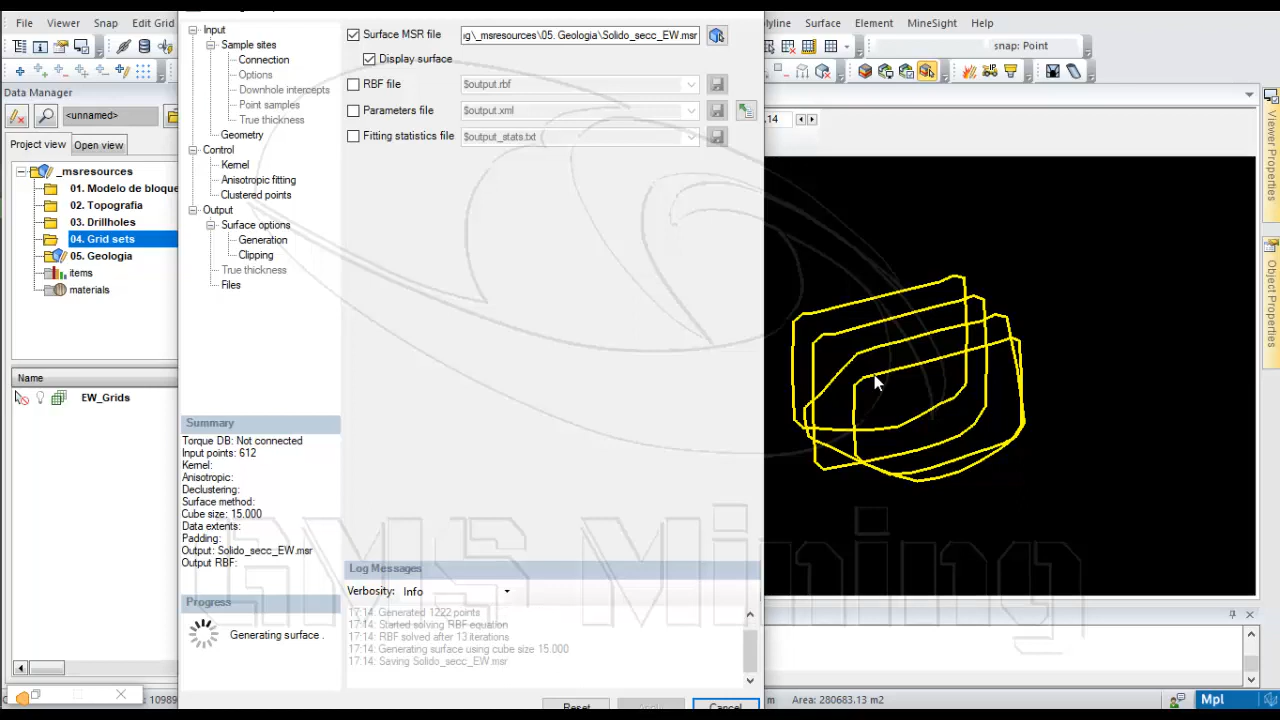 File Viewer Snap Edit Grid
olyline Surface Element MineSight Help
snap: Point
Data Manager
<unnamed>
Project view Open view
_msresources
01. Modelo de bloque
02. Topografia
03. Drillholes
04. Grid sets
05. Geologia
items
materials
Name
EW_Grids
10989
Input
Sample sites
Connection
Options
Downhole intercepts
Point samples
True thickness
Geometry
Control
Kernel
Anisotropic fitting
Clustered points
Output
Surface options
Generation
Clipping
True thickness
Files
Summary
Torque DB: Not connected
Input points: 612
Kernel:
Anisotropic:
Declustering:
Surface method:
Cube size: 15.000
Data extents:
Padding:
Output: Solido_secc_EW.msr
Output RBF:
Progress
Generating surface .
Surface MSR file g\_msresources\05. Geologia\Solido_secc_EW.msr
Display surface
RBF file $output.rbf
Parameters file $output.xml
Fitting statistics file $output_stats.txt
Log Messages
Verbosity: Info
17:14: Generated 1222 points
17:14: Started solving RBF equation
17:14: RBF solved after 13 iterations
17:14: Generating surface using cube size 15.000
17:14: Saving Solido_secc_EW.msr
Reset Apply Cancel
.14
Viewer Properties
Object Properties
GMS Mining
m Area: 280683.13 m2
Mpl